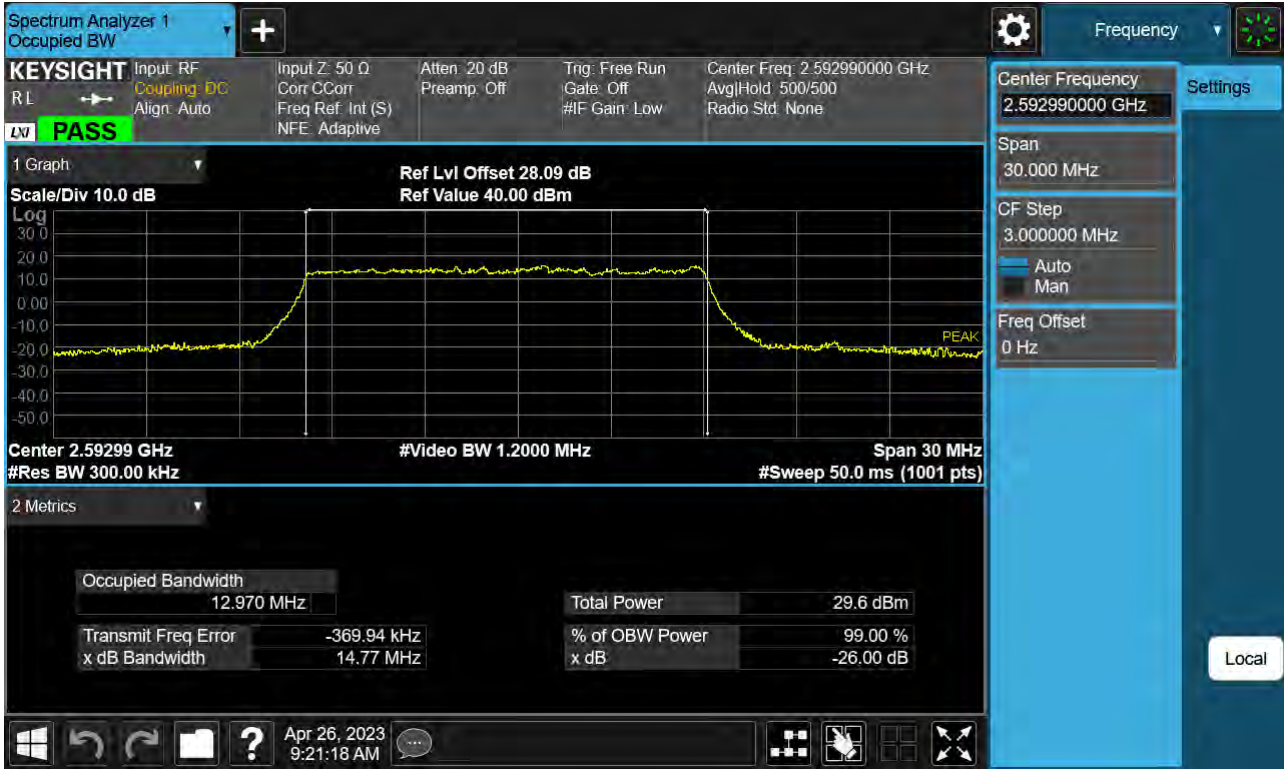 Spectrum Analyzer 1
Occupied BW
Frequency
KEYSIGHT
R L
LXI
PASS
Input: RF
Coupling: DC
Align: Auto
Input Z: 50 Ω
Corr CCorr
Freq Ref: Int (S)
NFE: Adaptive
Atten: 20 dB
Preamp: Off
Trig: Free Run
Gate: Off
#IF Gain: Low
Center Freq: 2.592990000 GHz
Avg|Hold: 500/500
Radio Std: None
1 Graph
Scale/Div 10.0 dB
Ref Lvl Offset 28.09 dB
Ref Value 40.00 dBm
Log
30.0
20.0
10.0
0.00
-10.0
-20.0
-30.0
-40.0
-50.0
PEAK
Center 2.59299 GHz
#Video BW 1.2000 MHz
Span 30 MHz
#Res BW 300.00 kHz
#Sweep 50.0 ms (1001 pts)
2 Metrics
Occupied Bandwidth
12.970 MHz
Total Power 29.6 dBm
Transmit Freq Error -369.94 kHz
% of OBW Power 99.00 %
x dB Bandwidth 14.77 MHz
x dB -26.00 dB
Center Frequency
2.592990000 GHz
Settings
Span
30.000 MHz
CF Step
3.000000 MHz
Auto
Man
Freq Offset
0 Hz
Local
?
Apr 26, 2023
9:21:18 AM